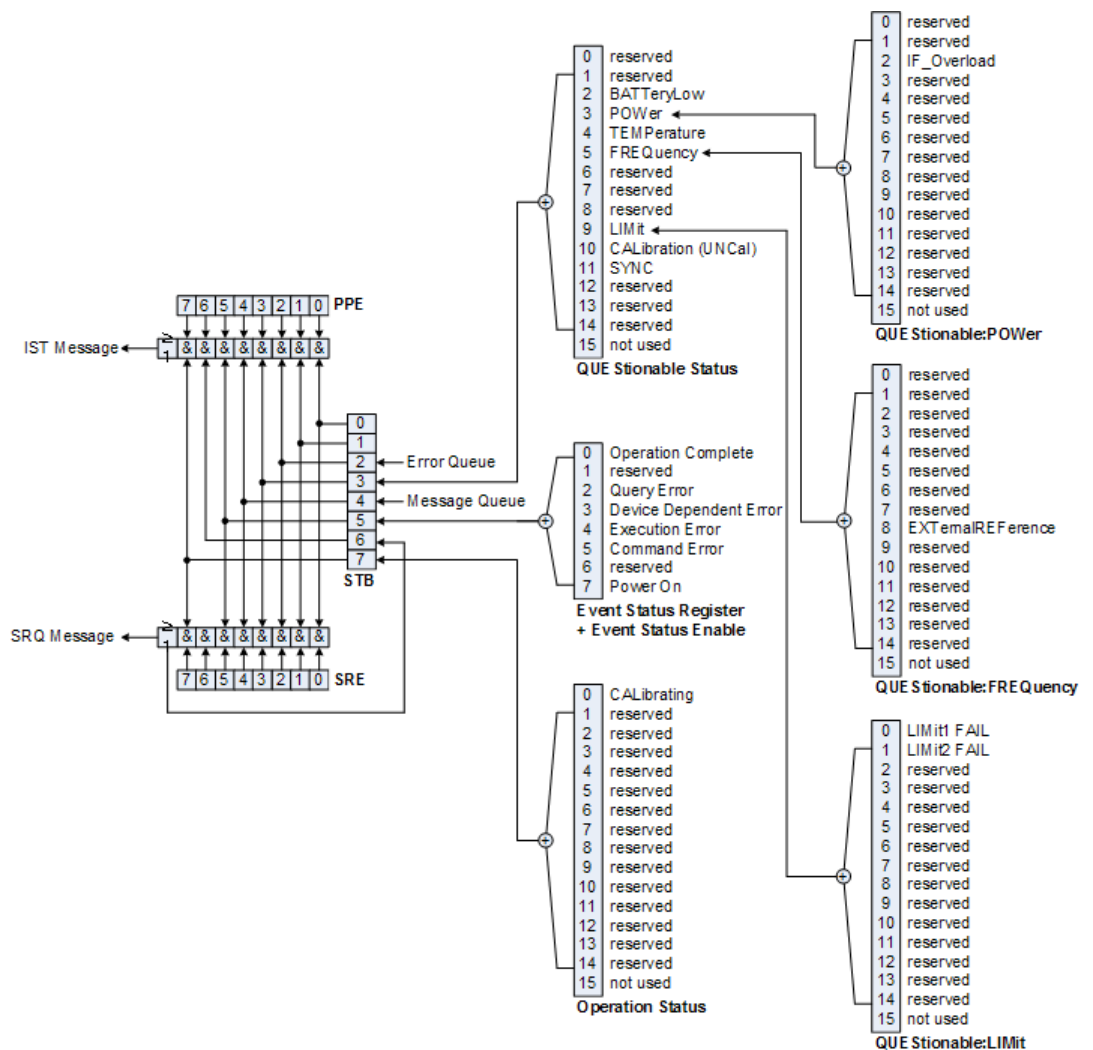 7 6 5 4 3 2 1 0 PPE
IST Message
≥1 & & & & & & & &
0
1
2 Error Queue
3
4 Message Queue
5
6
7
STB
SRQ Message
≥1 & & & & & & & &
7 6 5 4 3 2 1 0 SRE
0 reserved
1 reserved
2 BATTeryLow
3 POWer
4 TEMPerature
5 FREQuency
6 reserved
7 reserved
8 reserved
9 LIMit
10 CALibration (UNCal)
11 SYNC
12 reserved
13 reserved
14 reserved
15 not used
QUEStionable Status
+
0 Operation Complete
1 reserved
2 Query Error
3 Device Dependent Error
4 Execution Error
5 Command Error
6 reserved
7 Power On
Event Status Register
+ Event Status Enable
+
0 CALibrating
1 reserved
2 reserved
3 reserved
4 reserved
5 reserved
6 reserved
7 reserved
8 reserved
9 reserved
10 reserved
11 reserved
12 reserved
13 reserved
14 reserved
15 not used
Operation Status
+
0 reserved
1 reserved
2 IF_Overload
3 reserved
4 reserved
5 reserved
6 reserved
7 reserved
8 reserved
9 reserved
10 reserved
11 reserved
12 reserved
13 reserved
14 reserved
15 not used
QUEStionable:POWer
+
0 reserved
1 reserved
2 reserved
3 reserved
4 reserved
5 reserved
6 reserved
7 reserved
8 EXTernalREFerence
9 reserved
10 reserved
11 reserved
12 reserved
13 reserved
14 reserved
15 not used
QUEStionable:FREQuency
+
0 LIMit1 FAIL
1 LIMit2 FAIL
2 reserved
3 reserved
4 reserved
5 reserved
6 reserved
7 reserved
8 reserved
9 reserved
10 reserved
11 reserved
12 reserved
13 reserved
14 reserved
15 not used
QUEStionable:LIMit
+